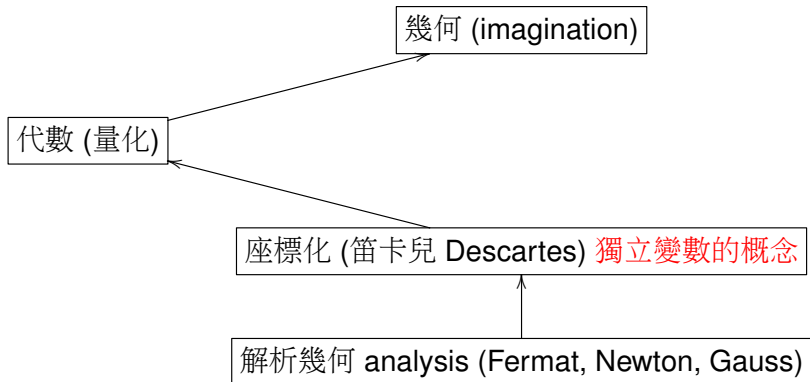 幾何 (imagination)
代數 (量化)
座標化 (笛卡兒 Descartes) 獨立變數的概念
解析幾何 analysis (Fermat, Newton, Gauss)